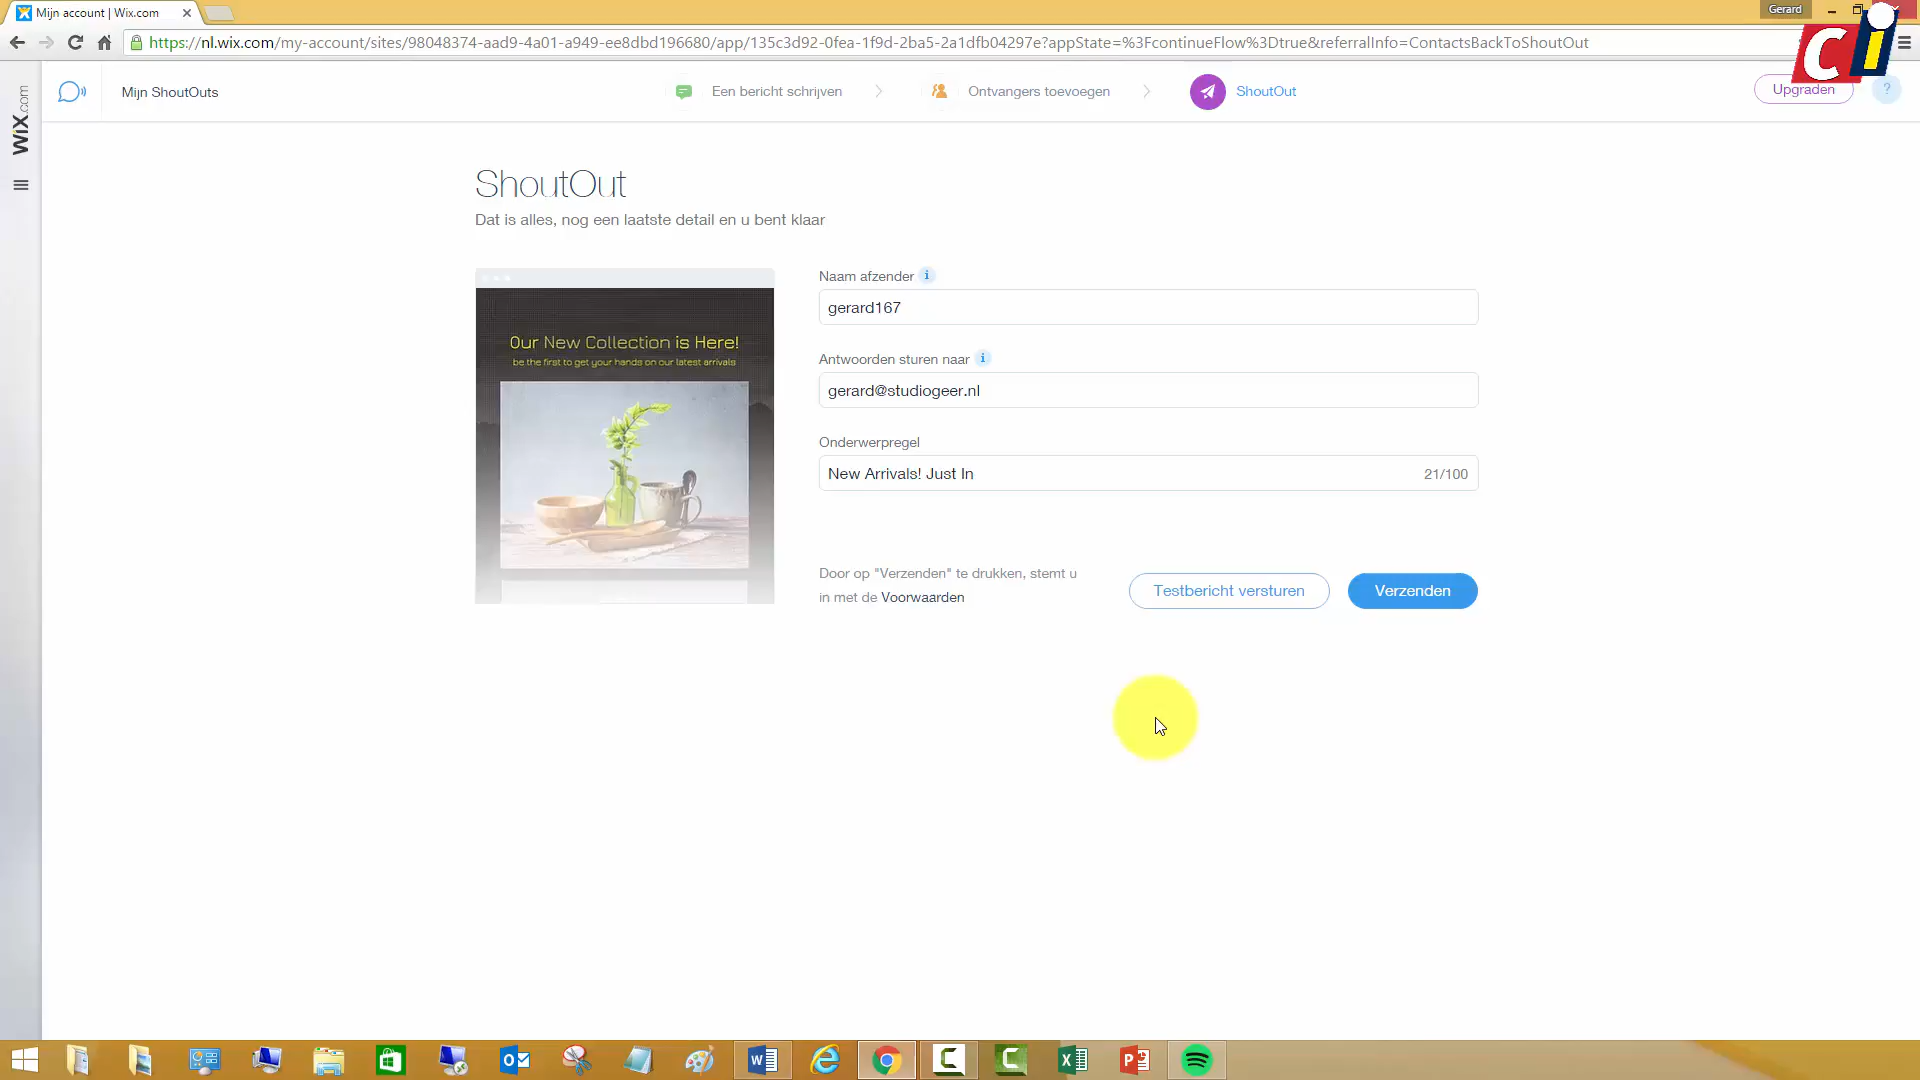 Mijn account | Wix.com
Gerard
https://nl.wix.com/my-account/sites/98048374-aad9-4a01-a949-ee8dbd196680/app/135c3d92-0fea-1f9d-2ba5-2a1dfb04297e?appState=%3FcontinueFlow%3Dtrue&referralInfo=ContactsBackToShoutOut
Ci
WiX.com
Mijn ShoutOuts
Een bericht schrijven
Ontvangers toevoegen
ShoutOut
Upgraden
?
ShoutOut
Dat is alles, nog een laatste detail en u bent klaar
Our New Collection is Here!
be the first to get your hands on our latest arrivals
Naam afzender i
gerard167
Antwoorden sturen naar i
gerard@studiogeer.nl
Onderwerpregel
New Arrivals! Just In 21/100
Door op "Verzenden" te drukken, stemt u
in met de Voorwaarden
Testbericht versturen
Verzenden